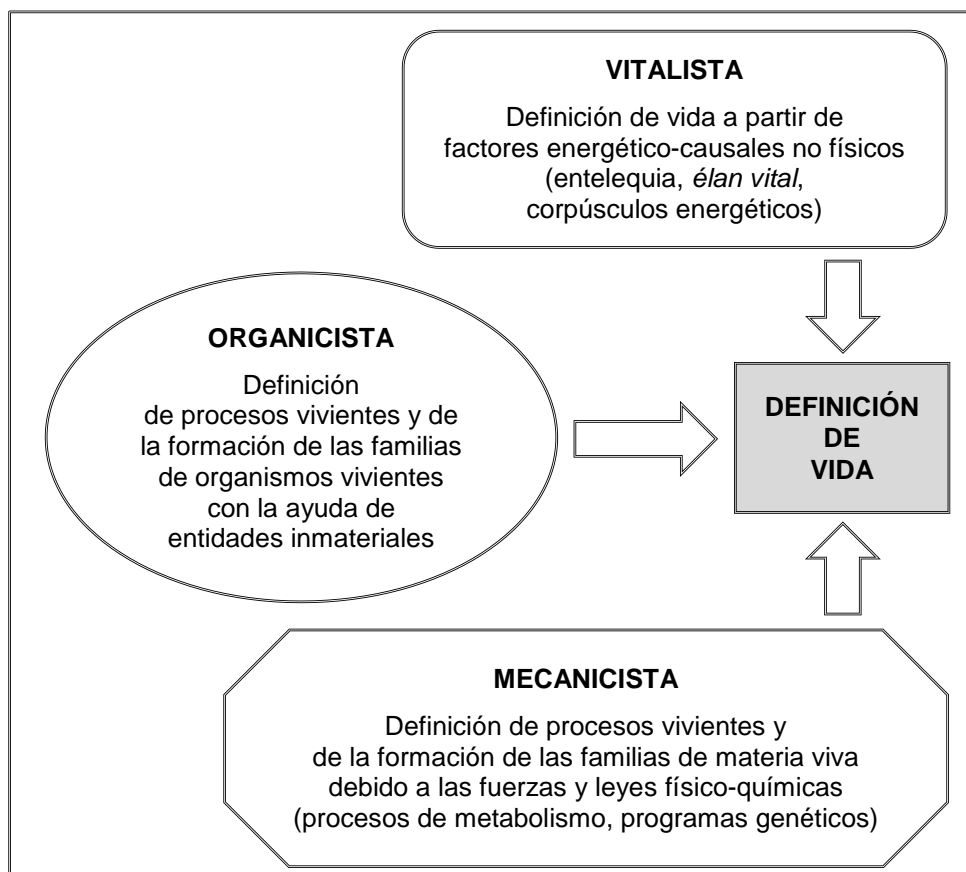 VITALISTA
Definición de vida a partir de
factores energético-causales no físicos
(entelequia, élan vital,
corpúsculos energéticos)
ORGANICISTA
Definición
de procesos vivientes y de
la formación de las familias
de organismos vivientes
con la ayuda de
entidades inmateriales
DEFINICIÓN
DE
VIDA
MECANICISTA
Definición de procesos vivientes y
de la formación de las familias de materia viva
debido a las fuerzas y leyes físico-químicas
(procesos de metabolismo, programas genéticos)